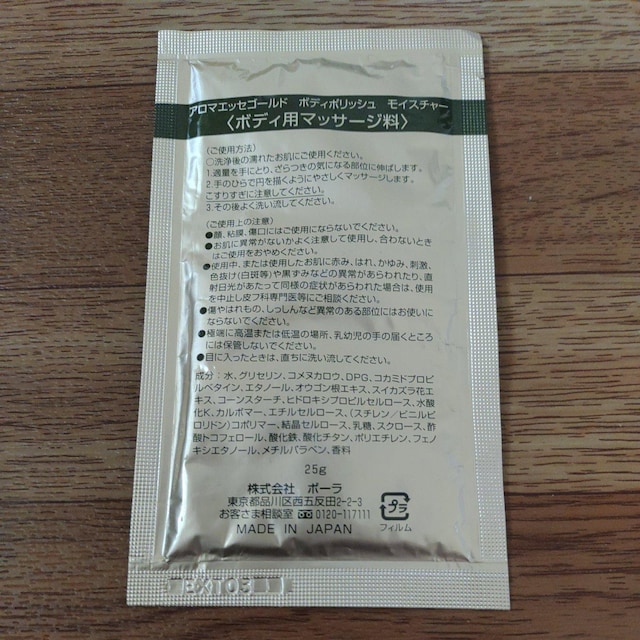 アロマエッセゴールド ボディポリッシュ モイスチャー
〈ボディ用マッサージ料〉
〈ご使用方法〉
○洗浄後の濡れたお肌にご使用ください。
1.適量を手にとり、ざらつきの気になる部位に伸ばします。
2.手のひらで円を描くようにやさしくマッサージします。
こすりすぎに注意してください。
3.その後よく洗い流してください。
〈ご使用上の注意〉
●顔、粘膜、傷口にはご使用にならないでください。
●お肌に異常がないかよく注意して使用し、合わないとき
はご使用をおやめください。
●使用中、または使用したお肌に赤み、はれ、かゆみ、刺激、
色抜け(白斑等)や黒ずみなどの異常があらわれたり、直
射日光があたって同様の症状があらわれた場合は、使用
を中止し皮フ科専門医等にご相談ください。
●傷やはれもの、しっしんなど異常のある部位にはお使いに
ならないでください。
●極端に高温または低温の場所、乳幼児の手の届くところ
には保管しないでください。
●目に入ったときは、直ちに洗い流してください。
成分：水、グリセリン、コメヌカロウ、DPG、コカミドプロピ
ルベタイン、エタノール、オウゴン根エキス、スイカズラ花エ
キス、コーンスターチ、ヒドロキシプロピルセルロース、水酸
化K、カルボマー、エチルセルロース、(スチレン／ビニルピ
ロリドン)コポリマー、結晶セルロース、乳糖、スクロース、酢
酸トコフェロール、酸化鉄、酸化チタン、ポリエチレン、フェノ
キシエタノール、メチルパラベン、香料
25g
株式会社 ポーラ
東京都品川区西五反田2-2-3
お客さま相談室 0120-117111
MADE IN JAPAN
プラ
フィルム